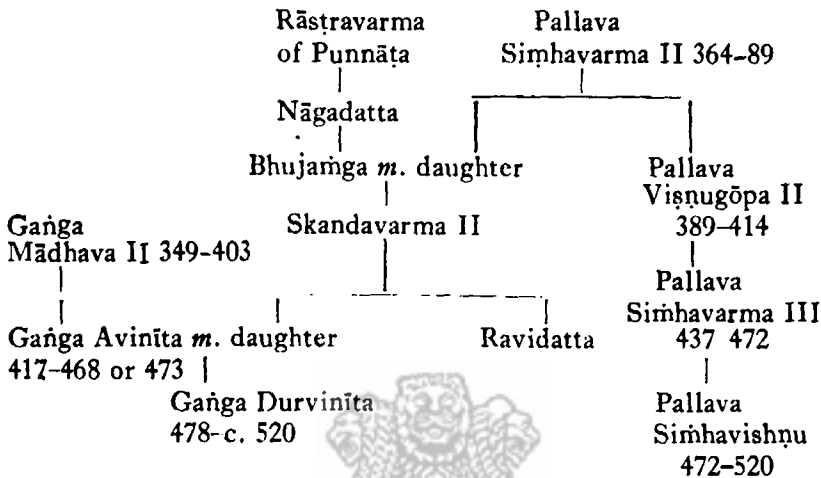 Rāṣṭravarma
of Punnāṭa
Pallava
Siṃhavarma II 364–89
Nāgadatta
Bhujaṁga m. daughter
Pallava
Viṣṇugōpa II
389–414
Gaṅga
Mādhava II 349-403
Skandavarma II
Pallava
Siṁhavarma III
437 472
Gaṅga Avinīta m. daughter
417–468 or 473
Ravidatta
Gaṅga Durvinīta
478- c. 520
Pallava
Siṁhavishṇu
472–520